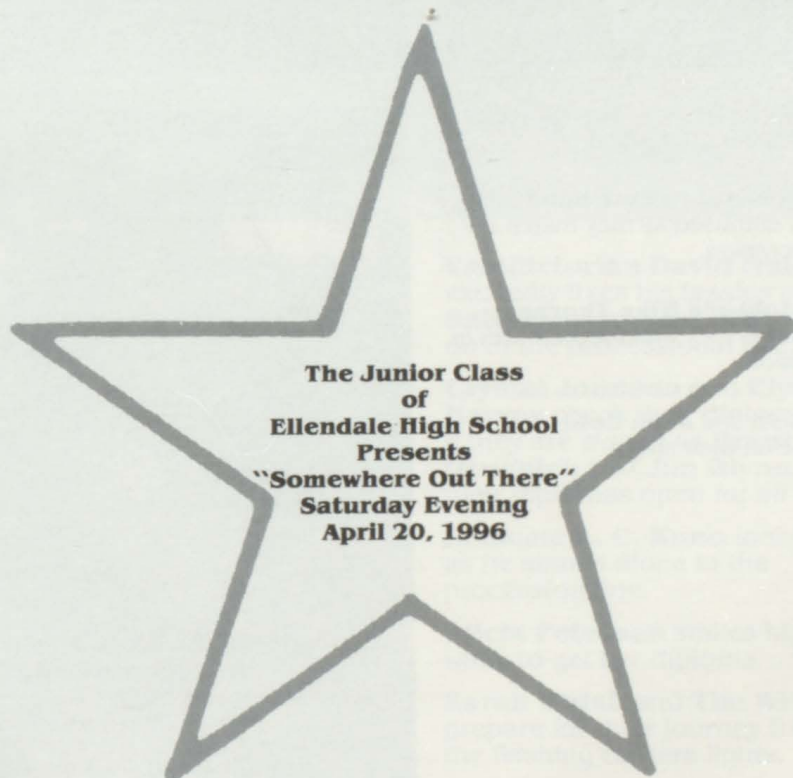 The Junior Class
of
Ellendale High School
Presents
"Somewhere Out There"
Saturday Evening
April 20, 1996